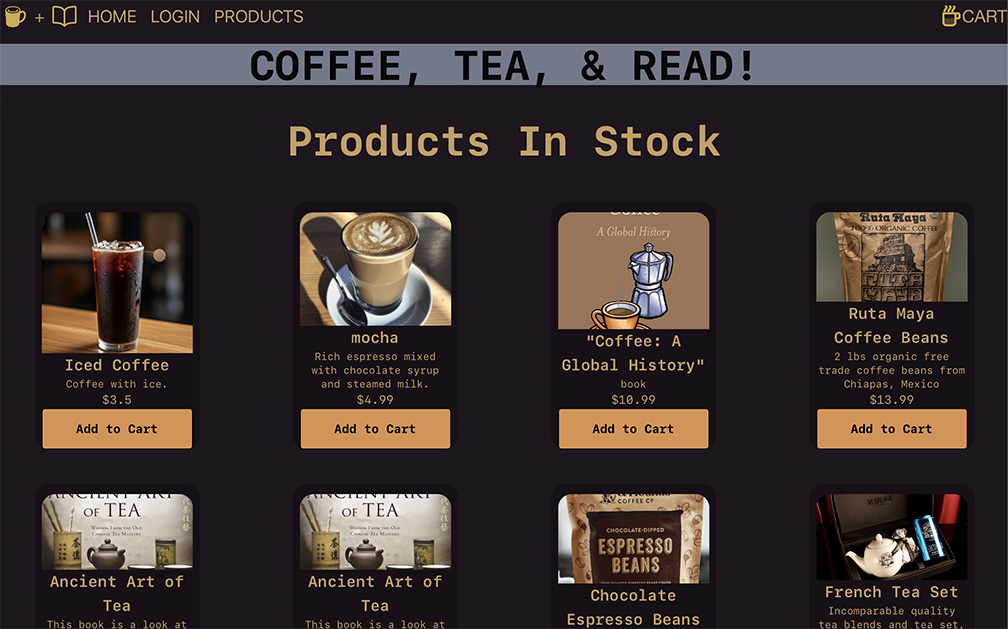 + HOME LOGIN PRODUCTS CART
COFFEE, TEA, & READ!
Products In Stock
Iced Coffee
Coffee with ice.
$3.5
Add to Cart
mocha
Rich espresso mixed
with chocolate syrup
and steamed milk.
$4.99
Add to Cart
Coffee
A Global History
"Coffee: A
Global History"
book
$10.99
Add to Cart
Ruta Maya
100% ORGANIC COFFEE
Ruta Maya
Coffee Beans
2 lbs organic free
trade coffee beans from
Chiapas, Mexico
$13.99
Add to Cart
ANCIENT ART
OF TEA
WISDOM FROM THE OLD
CHINESE TEA MASTERS
Ancient Art of
Tea
This book is a look at
ANCIENT ART
OF TEA
WISDOM FROM THE OLD
CHINESE TEA MASTERS
Ancient Art of
Tea
This book is a look at
COFFEE Co
CHOCOLATE-DIPPED
ESPRESSO
BEANS
Chocolate
Espresso Beans
French Tea Set
Incomparable quality
tea blends and tea set,